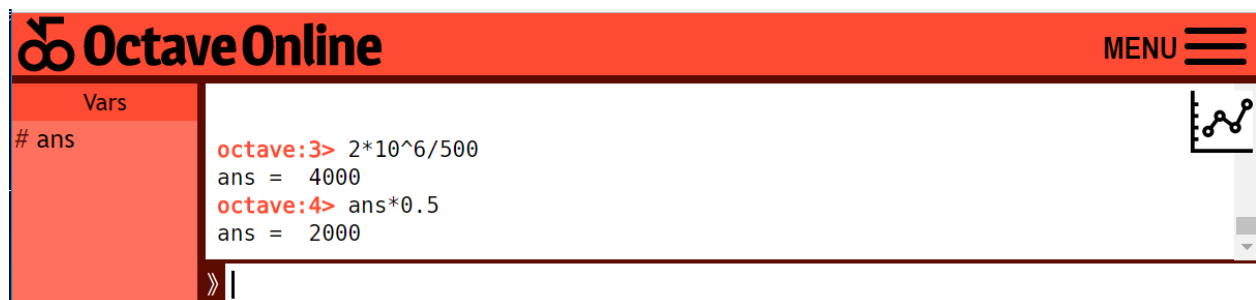 Octave Online
MENU
Vars
# ans
octave:3> 2*10^6/500
ans =  4000
octave:4> ans*0.5
ans =  2000
》